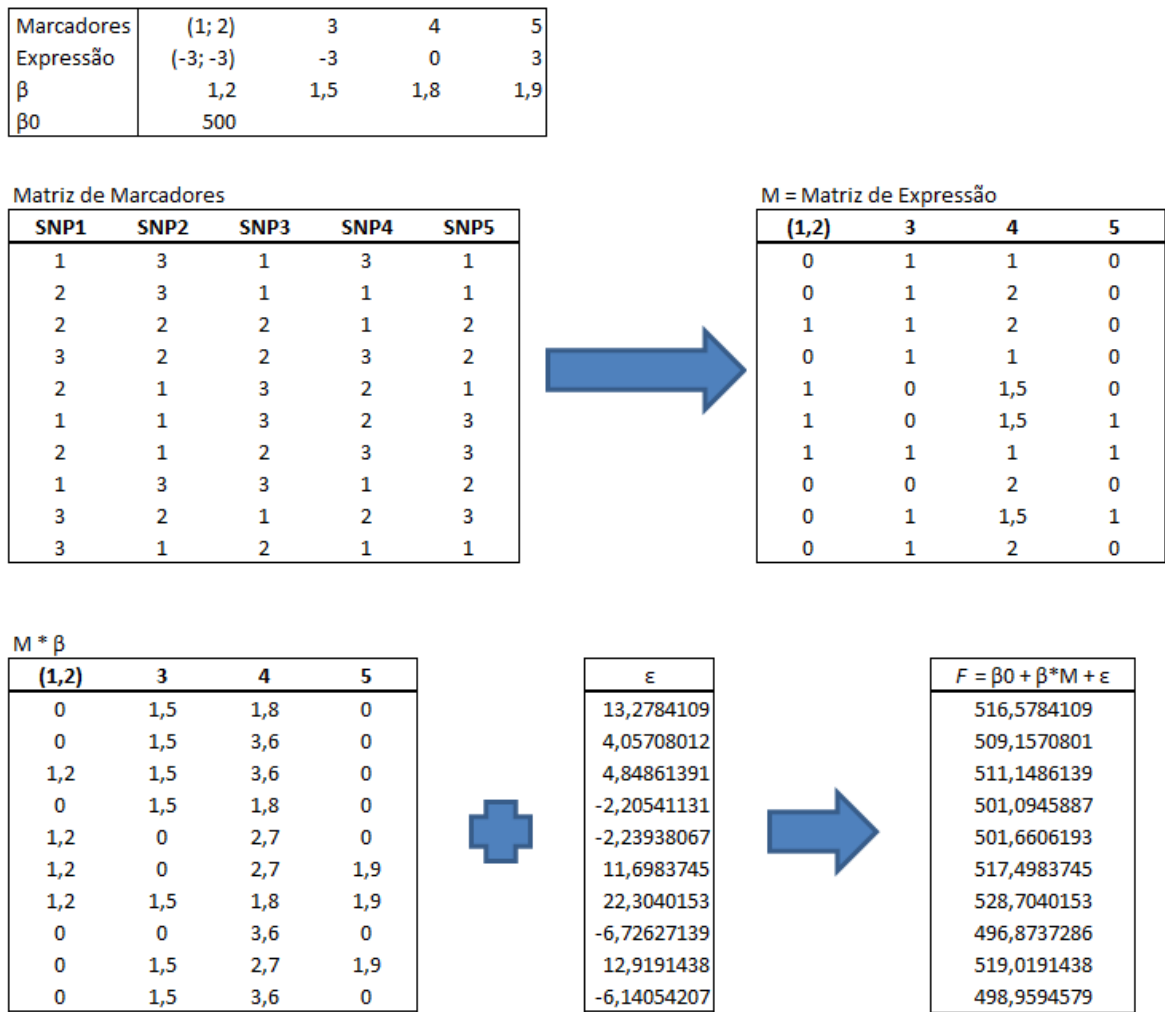 Marcadores (1; 2) 3 4 5
Expressão (-3; -3) -3 0 3
β 1,2 1,5 1,8 1,9
β0 500
Matriz de Marcadores
SNP1 SNP2 SNP3 SNP4 SNP5
1 3 1 3 1
2 3 1 1 1
2 2 2 1 2
3 2 2 3 2
2 1 3 2 1
1 1 3 2 3
2 1 2 3 3
1 3 3 1 2
3 2 1 2 3
3 1 2 1 1
M = Matriz de Expressão
(1,2) 3 4 5
0 1 1 0
0 1 2 0
1 1 2 0
0 1 1 0
1 0 1,5 0
1 0 1,5 1
1 1 1 1
0 0 2 0
0 1 1,5 1
0 1 2 0
M * β
(1,2) 3 4 5
0 1,5 1,8 0
0 1,5 3,6 0
1,2 1,5 3,6 0
0 1,5 1,8 0
1,2 0 2,7 0
1,2 0 2,7 1,9
1,2 1,5 1,8 1,9
0 0 3,6 0
0 1,5 2,7 1,9
0 1,5 3,6 0
ε
13,2784109
4,05708012
4,84861391
-2,20541131
-2,23938067
11,6983745
22,3040153
-6,72627139
12,9191438
-6,14054207
F = β0 + β*M + ε
516,5784109
509,1570801
511,1486139
501,0945887
501,6606193
517,4983745
528,7040153
496,8737286
519,0191438
498,9594579